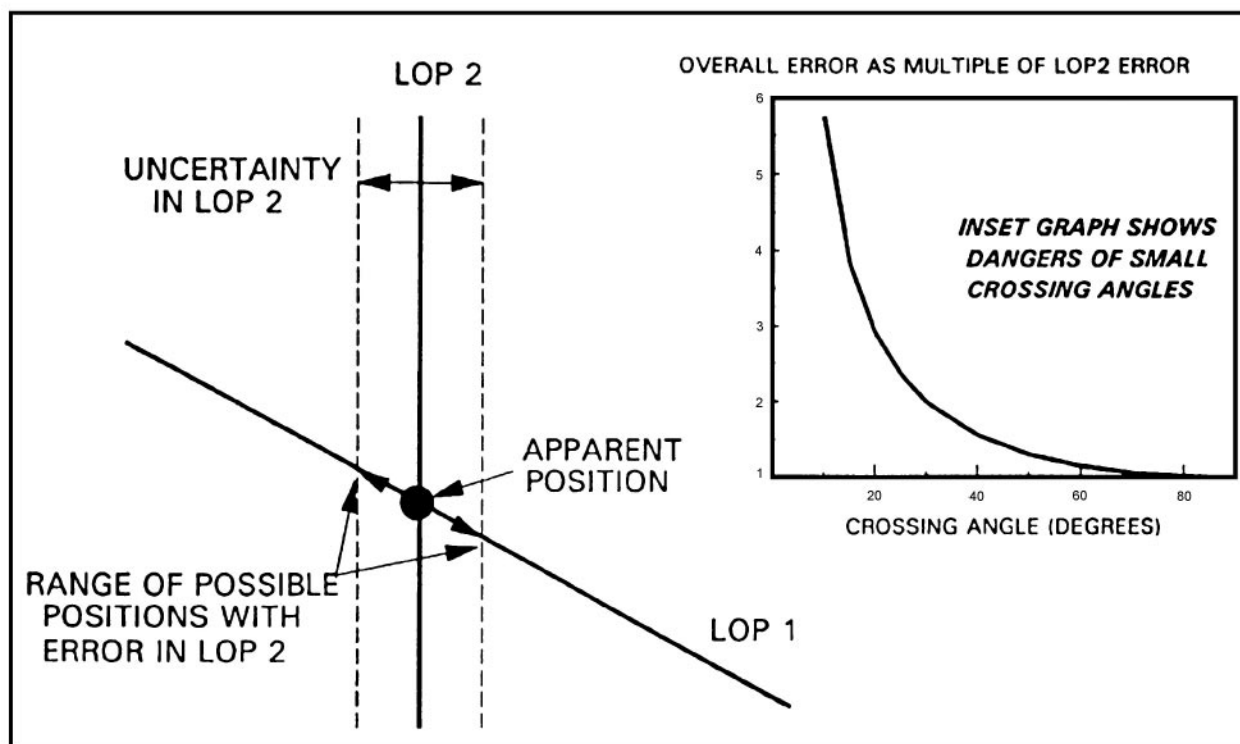 LOP 2
UNCERTAINTY
IN LOP 2
APPARENT
POSITION
RANGE OF POSSIBLE
POSITIONS WITH
ERROR IN LOP 2
LOP 1
OVERALL ERROR AS MULTIPLE OF LOP2 ERROR
6
5
4
3
2
1
INSET GRAPH SHOWS
DANGERS OF SMALL
CROSSING ANGLES
20 40 60 80
CROSSING ANGLE (DEGREES)